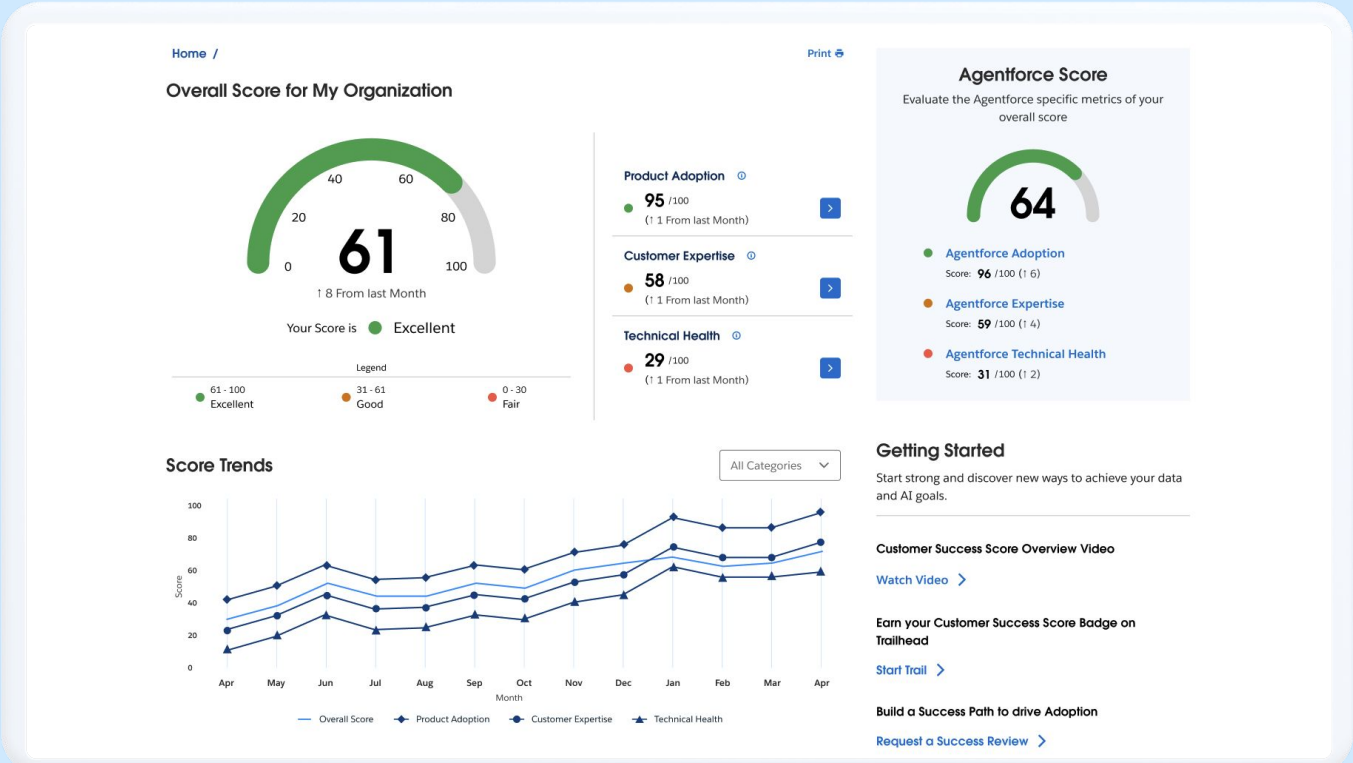 Home /
Print
Overall Score for My Organization
0
20
40
60
80
100
61
↑ 8 From last Month
Your Score is Excellent
Legend
61 - 100
Excellent
31 - 61
Good
0 - 30
Fair
Product Adoption
95 /100
(↑ 1 From last Month)
Customer Expertise
58 /100
(↑ 1 From last Month)
Technical Health
29 /100
(↑ 1 From last Month)
Agentforce Score
Evaluate the Agentforce specific metrics of your
overall score
64
Agentforce Adoption
Score: 96 /100 (↑ 6)
Agentforce Expertise
Score: 59 /100 (↑ 4)
Agentforce Technical Health
Score: 31 /100 (↑ 2)
Score Trends
All Categories
100
80
60
40
20
0
Score
Apr May Jun Jul Aug Sep Oct Nov Dec Jan Feb Mar Apr
Month
Overall Score Product Adoption Customer Expertise Technical Health
Getting Started
Start strong and discover new ways to achieve your data
and AI goals.
Customer Success Score Overview Video
Watch Video
Earn your Customer Success Score Badge on
Trailhead
Start Trail
Build a Success Path to drive Adoption
Request a Success Review